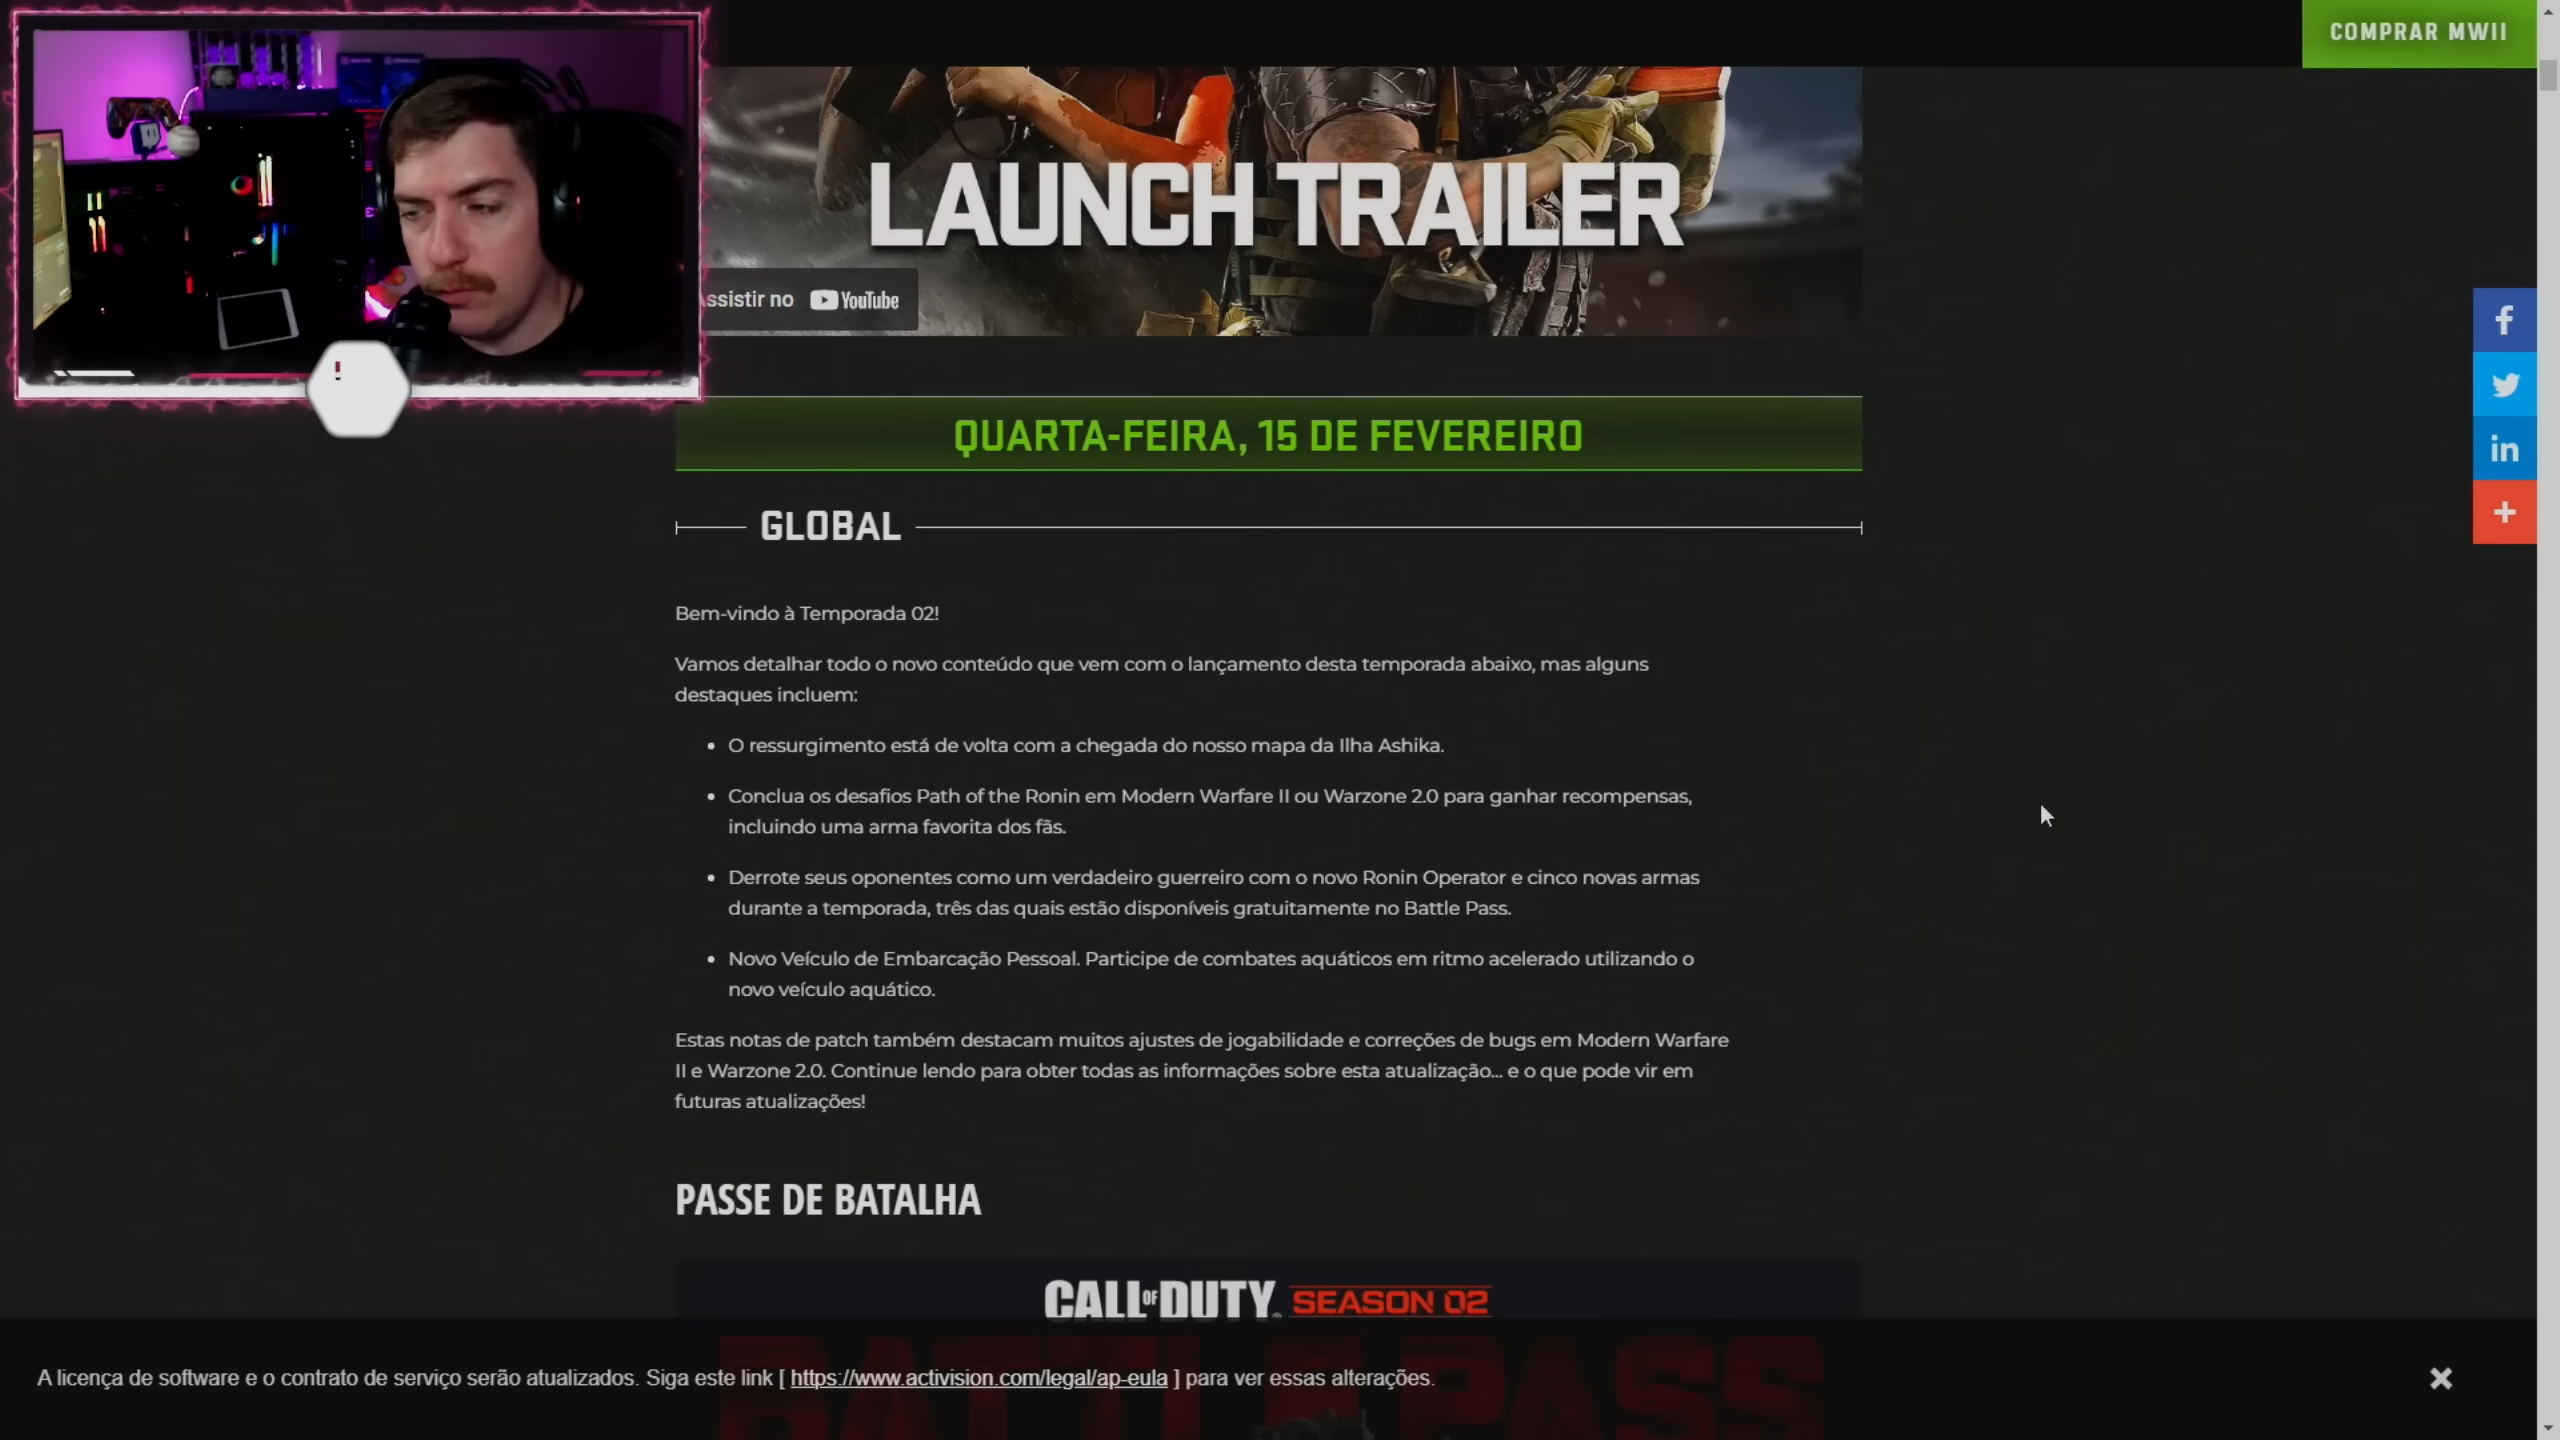 COMPRAR MWII
LAUNCH TRAILER
ssistir no YouTube
QUARTA-FEIRA, 15 DE FEVEREIRO
GLOBAL
Bem-vindo à Temporada 02!
Vamos detalhar todo o novo conteúdo que vem com o lançamento desta temporada abaixo, mas alguns
destaques incluem:
• O ressurgimento está de volta com a chegada do nosso mapa da Ilha Ashika.
• Conclua os desafios Path of the Ronin em Modern Warfare II ou Warzone 2.0 para ganhar recompensas,
incluindo uma arma favorita dos fãs.
• Derrote seus oponentes como um verdadeiro guerreiro com o novo Ronin Operator e cinco novas armas
durante a temporada, três das quais estão disponíveis gratuitamente no Battle Pass.
• Novo Veículo de Embarcação Pessoal. Participe de combates aquáticos em ritmo acelerado utilizando o
novo veículo aquático.
Estas notas de patch também destacam muitos ajustes de jogabilidade e correções de bugs em Modern Warfare
II e Warzone 2.0. Continue lendo para obter todas as informações sobre esta atualização... e o que pode vir em
futuras atualizações!
PASSE DE BATALHA
CALL OF DUTY. SEASON 02
BATTLE PASS
A licença de software e o contrato de serviço serão atualizados. Siga este link [ https://www.activision.com/legal/ap-eula ] para ver essas alterações.